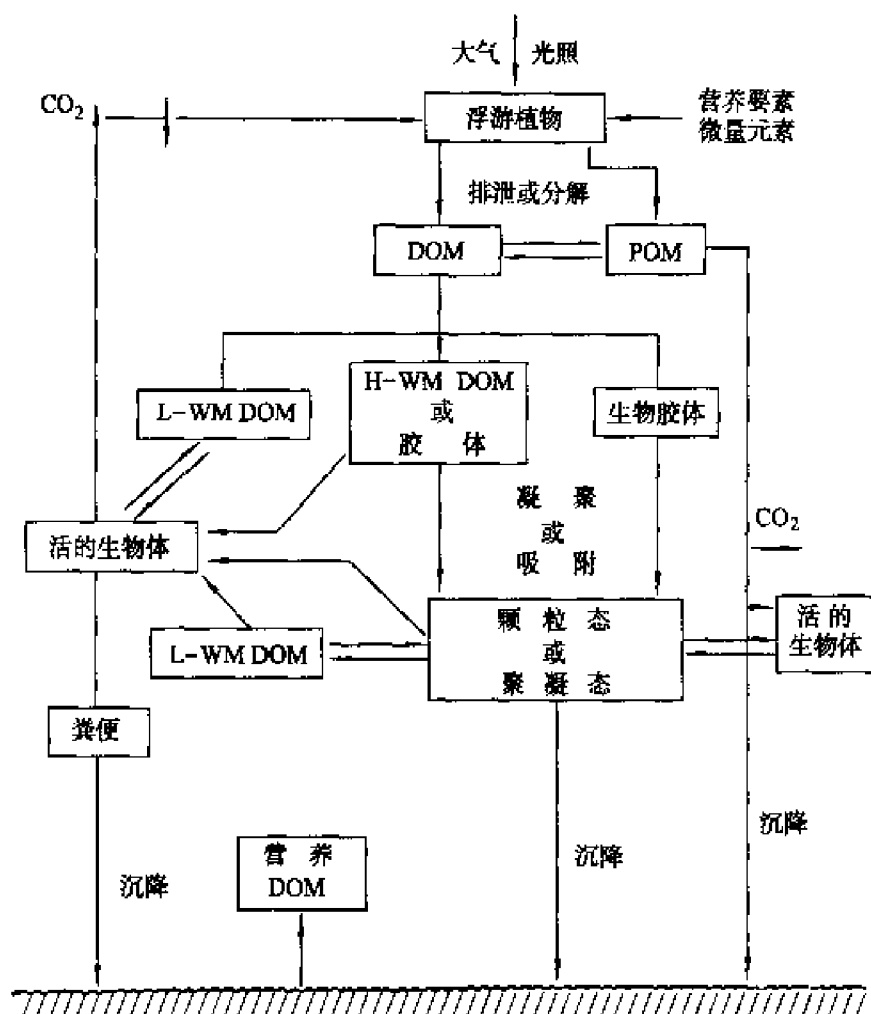 大气 光照
CO₂
浮游植物
营养要素
微量元素
排泄或分解
DOM
POM
L-WM DOM
H-WM DOM
或
胶 体
生物胶体
凝 聚
或
吸 附
CO₂
活的生物体
颗 粒 态
或
聚 凝 态
活 的
生物体
L-WM DOM
粪便
沉降
营 养
DOM
沉降
沉降